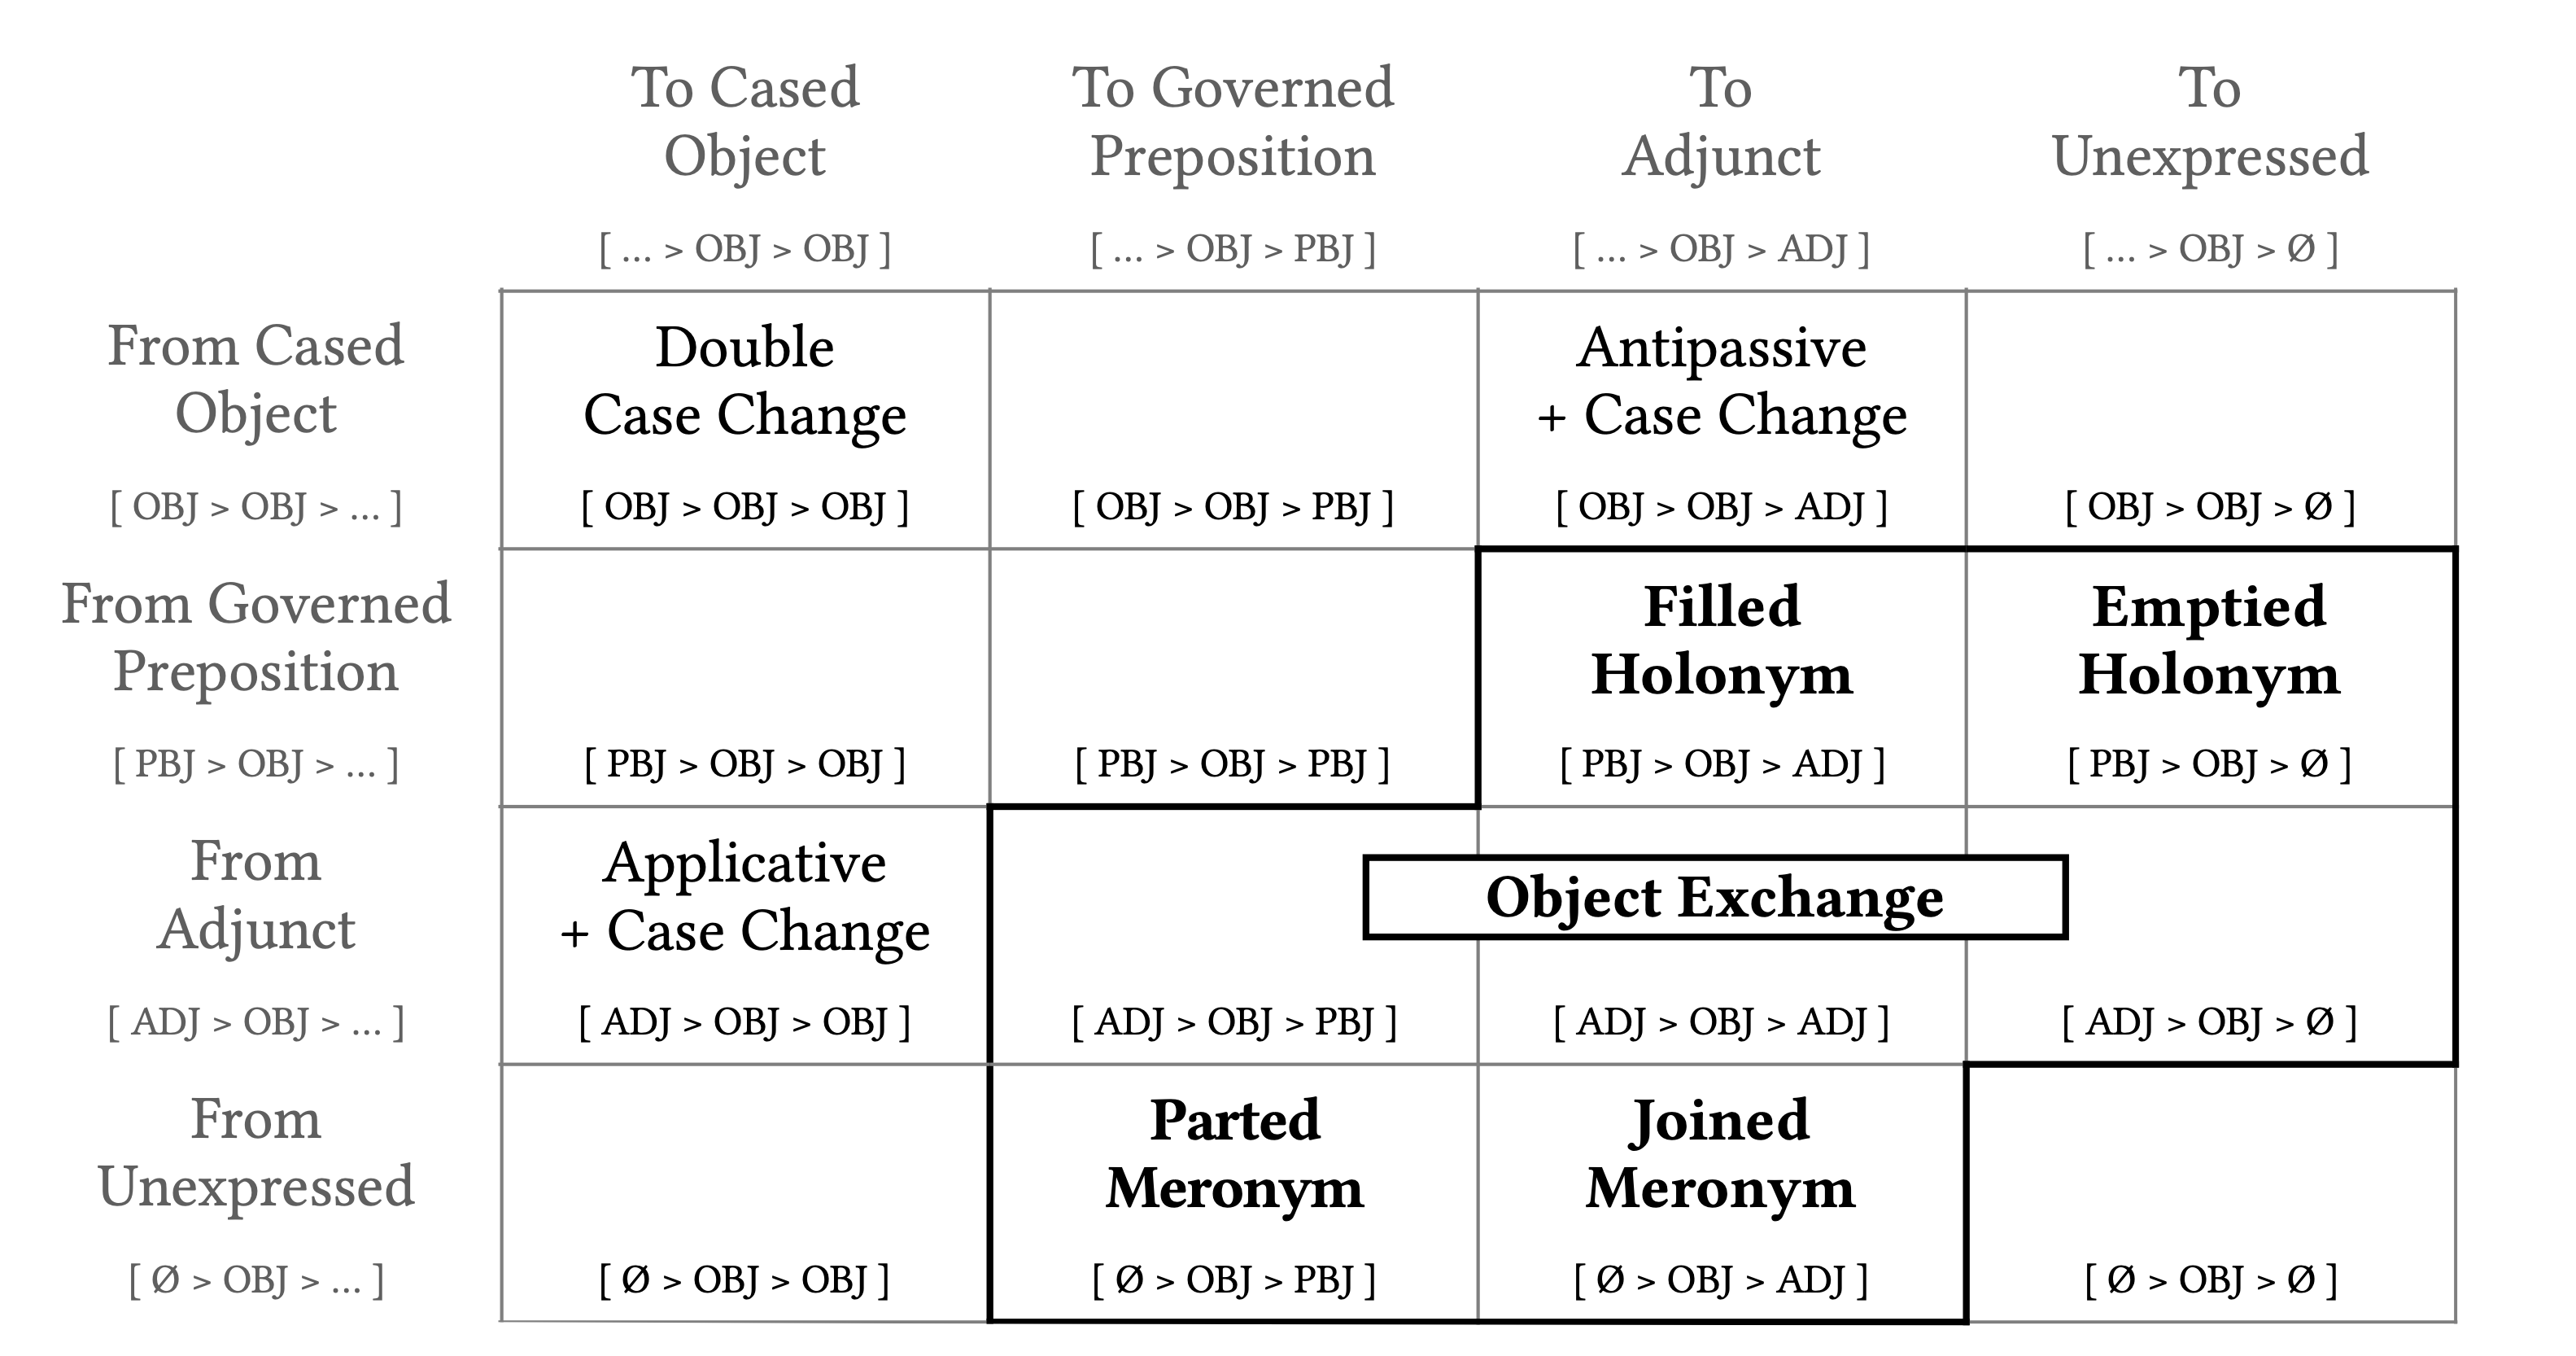 To Cased
Object
[ … > OBJ > OBJ ]
To Governed
Preposition
[ … > OBJ > PBJ ]
To
Adjunct
[ … > OBJ > ADJ ]
To
Unexpressed
[ … > OBJ > Ø ]
From Cased
Object
[ OBJ > OBJ > … ]
Double
Case Change
[ OBJ > OBJ > OBJ ]
[ OBJ > OBJ > PBJ ]
Antipassive
+ Case Change
[ OBJ > OBJ > ADJ ]
[ OBJ > OBJ > Ø ]
From Governed
Preposition
[ PBJ > OBJ > … ]
[ PBJ > OBJ > OBJ ]
[ PBJ > OBJ > PBJ ]
Filled
Holonym
[ PBJ > OBJ > ADJ ]
Emptied
Holonym
[ PBJ > OBJ > Ø ]
From
Adjunct
[ ADJ > OBJ > … ]
Applicative
+ Case Change
[ ADJ > OBJ > OBJ ]
Object Exchange
[ ADJ > OBJ > PBJ ]
[ ADJ > OBJ > ADJ ]
[ ADJ > OBJ > Ø ]
From
Unexpressed
[ Ø > OBJ > … ]
[ Ø > OBJ > OBJ ]
Parted
Meronym
[ Ø > OBJ > PBJ ]
Joined
Meronym
[ Ø > OBJ > ADJ ]
[ Ø > OBJ > Ø ]